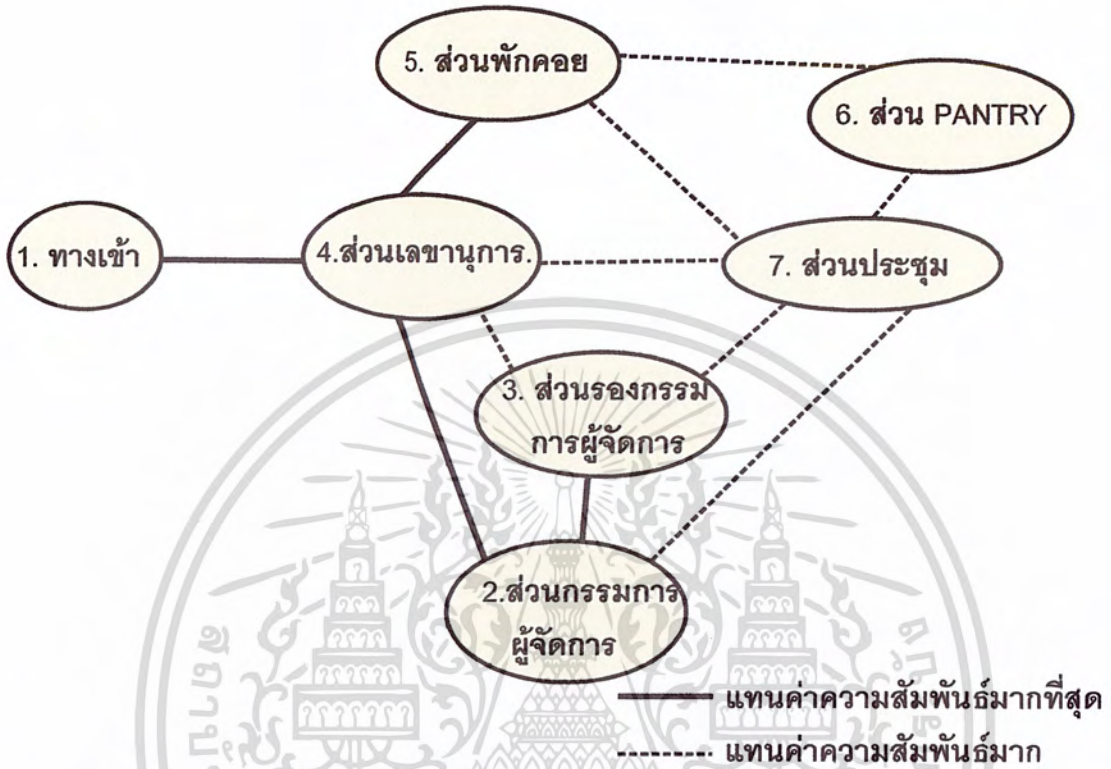 5. ส่วนพักคอย
6. ส่วน PANTRY
1. ทางเข้า
4.ส่วนเลขานุการ.
7. ส่วนประชุม
3. ส่วนรองกรรม
การผู้จัดการ
2.ส่วนกรรมการ
ผู้จัดการ
แทนค่าความสัมพันธ์มากที่สุด
แทนค่าความสัมพันธ์มาก